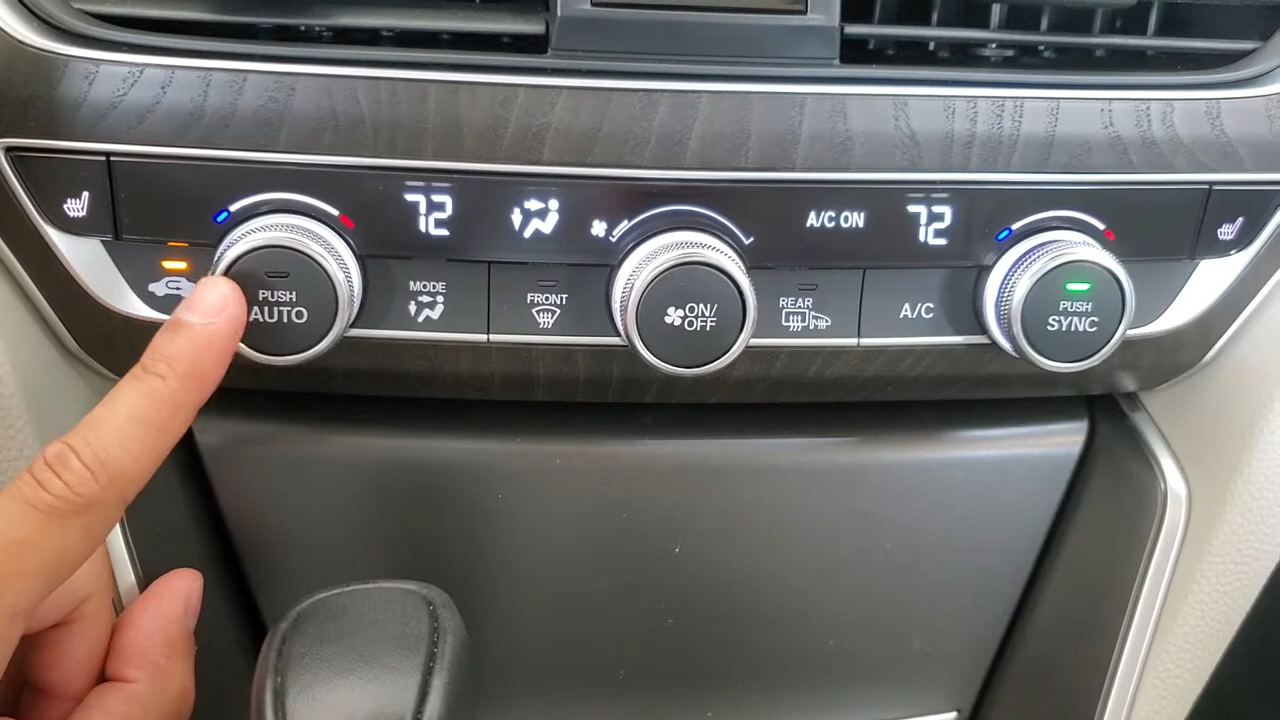 72
A/C ON
72
PUSH
AUTO
MODE
FRONT
ON/
OFF
REAR
A/C
PUSH
SYNC